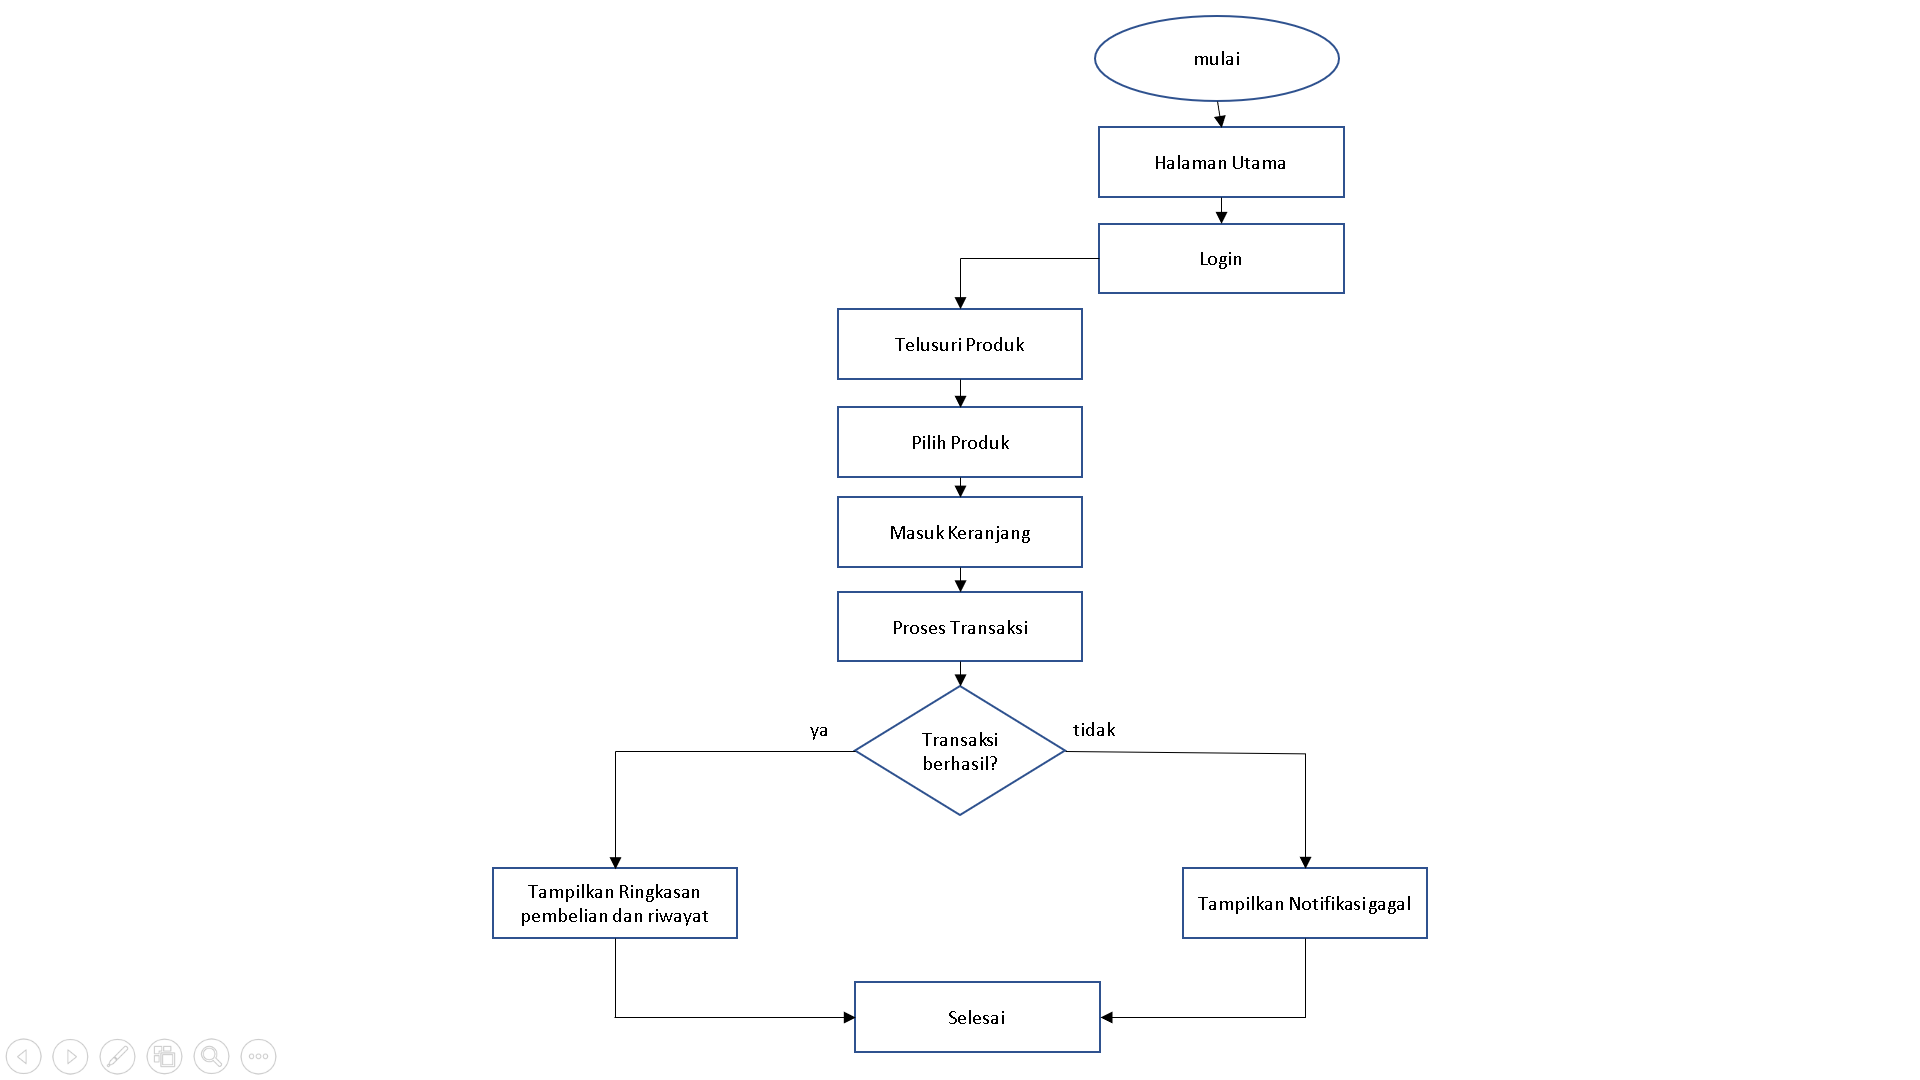 mulai
Halaman Utama
Login
Telusuri Produk
Pilih Produk
Masuk Keranjang
Proses Transaksi
ya
tidak
Transaksi
berhasil?
Tampilkan Ringkasan
pembelian dan riwayat
Tampilkan Notifikasi gagal
Selesai